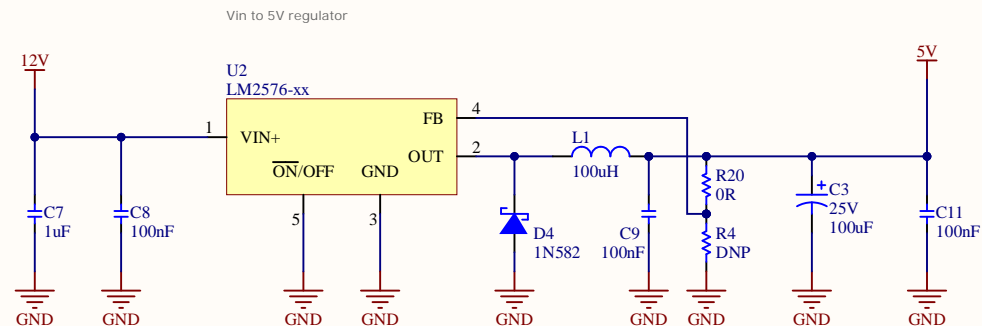 Vin to 5V regulator
12V
5V
U2
LM2576-xx
1
VIN+
FB
4
OUT
2
ON/OFF
GND
5
3
L1
100uH
C7
1uF
C8
100nF
D4
1N582
C9
100nF
R20
0R
R4
DNP
C3
25V
100uF
C11
100nF
+
GND
GND
GND
GND
GND
GND
GND
GND
GND